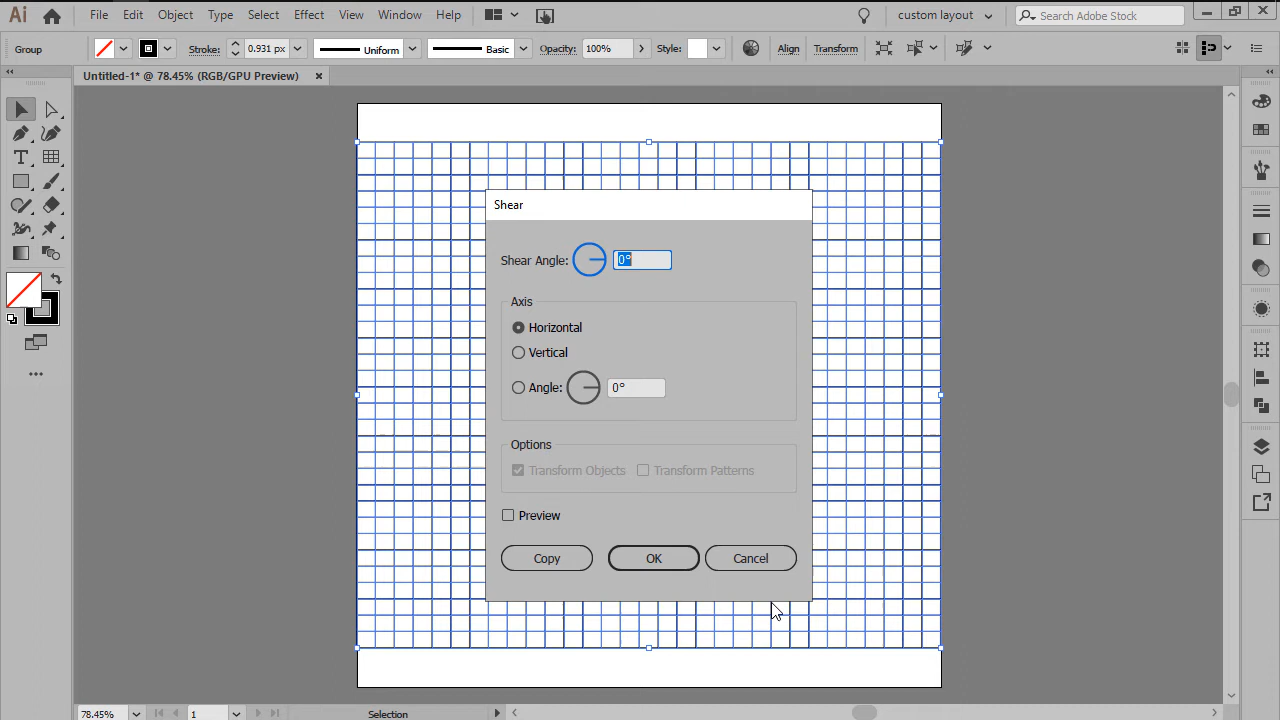 Ai File Edit Object Type Select Effect View Window Help custom layout Search Adobe Stock
Group Stroke: 0.931 px Uniform Basic Opacity: 100% Style: Align Transform
Untitled-1* @ 78.45% (RGB/GPU Preview)
Shear
Shear Angle: 0°
Axis
Horizontal
Vertical
Angle: 0°
Options
Transform Objects Transform Patterns
Preview
Copy OK Cancel
78.45% 1 Selection